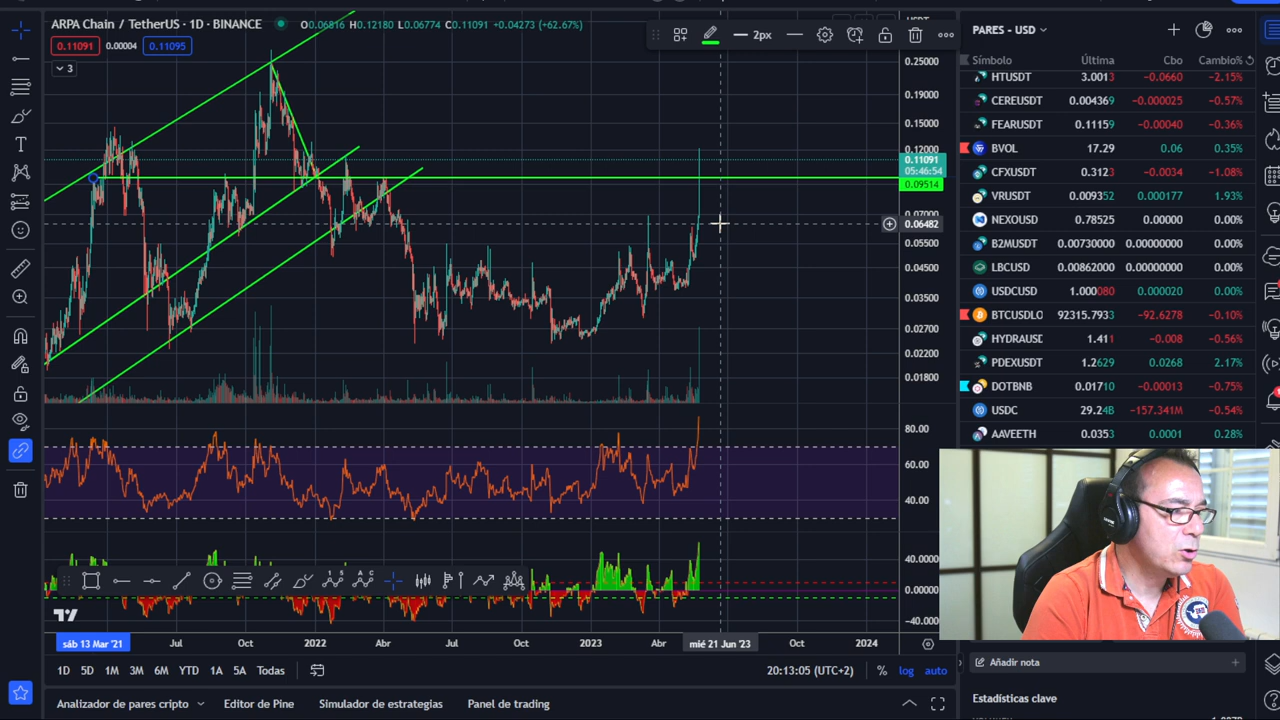 ARPA Chain / TetherUS · 1D · BINANCE O0.06816 H0.12180 L0.06774 C0.11091 +0.04273 (+62.67%)
0.11091 0.00004 0.11095
3
2px
0.25000
0.19000
0.15000
0.12000
0.11091
05:46:54
0.09514
0.07000
0.06482
0.05500
0.04500
0.03500
0.02700
0.02200
0.01800
80.00
60.00
40.00
40.0000
0.00000
-40.000
sáb 13 Mar '21 Jul Oct 2022 Abr Jul Oct 2023 Abr mié 21 Jun '23 Oct 2024
1D 5D 1M 3M 6M YTD 1A 5A Todas 20:13:05 (UTC+2) % log auto
Analizador de pares cripto Editor de Pine Simulador de estrategias Panel de trading
PARES - USD
Símbolo Última Cbo Cambio%
HTUSDT 3.0013 -0.0660 -2.15%
CEREUSDT 0.004369 -0.000025 -0.57%
FEARUSDT 0.11159 -0.00040 -0.36%
BVOL 17.29 0.06 0.35%
CFXUSDT 0.3123 -0.0034 -1.08%
VRUSDT 0.009352 0.000177 1.93%
NEXOUSD 0.78525 0.00000 0.00%
B2MUSDT 0.00730000 0.00000000 0.00%
LBCUSD 0.00862000 0.00000000 0.00%
USDCUSD 1.000080 0.000020 0.00%
BTCUSDLO 92315.7933 -92.6278 -0.10%
HYDRAUSD 1.411 -0.008 -0.56%
PDEXUSDT 1.2629 0.0268 2.17%
DOTBNB 0.01710 -0.00013 -0.75%
USDC 29.24B -157.341M -0.54%
AAVEETH 0.0353 0.0001 0.28%
Añadir nota
Estadísticas clave